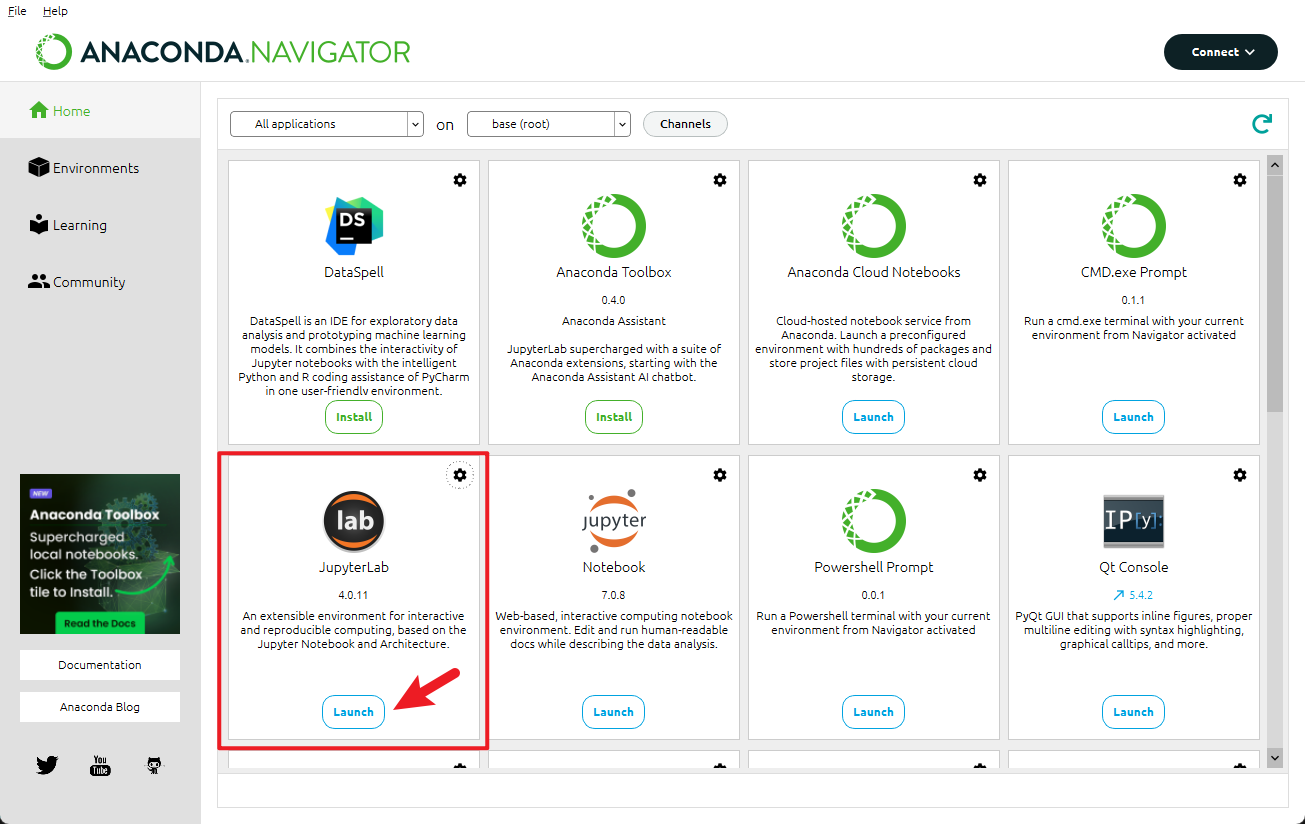 File Help
ANACONDA.NAVIGATOR
Connect
Home
Environments
Learning
Community
NEW
Anaconda Toolbox
Supercharged
local notebooks.
Click the Toolbox
tile to Install.
Read the Docs
Documentation
Anaconda Blog
You
Tube
All applications on base (root) Channels
DS
DataSpell
DataSpell is an IDE for exploratory data
analysis and prototyping machine learning
models. It combines the interactivity of
Jupyter notebooks with the intelligent
Python and R coding assistance of PyCharm
in one user-friendly environment.
Install
Anaconda Toolbox
0.4.0
Anaconda Assistant
JupyterLab supercharged with a suite of
Anaconda extensions, starting with the
Anaconda Assistant AI chatbot.
Install
Anaconda Cloud Notebooks
Cloud-hosted notebook service from
Anaconda. Launch a preconfigured
environment with hundreds of packages and
store project files with persistent cloud
storage.
Launch
CMD.exe Prompt
0.1.1
Run a cmd.exe terminal with your current
environment from Navigator activated
Launch
lab
JupyterLab
4.0.11
An extensible environment for interactive
and reproducible computing, based on the
Jupyter Notebook and Architecture.
Launch
jupyter
Notebook
7.0.8
Web-based, interactive computing notebook
environment. Edit and run human-readable
docs while describing the data analysis.
Launch
Powershell Prompt
0.0.1
Run a Powershell terminal with your current
environment from Navigator activated
Launch
IP[y]:
Qt Console
5.4.2
PyQt GUI that supports inline figures, proper
multiline editing with syntax highlighting,
graphical calltips, and more.
Launch